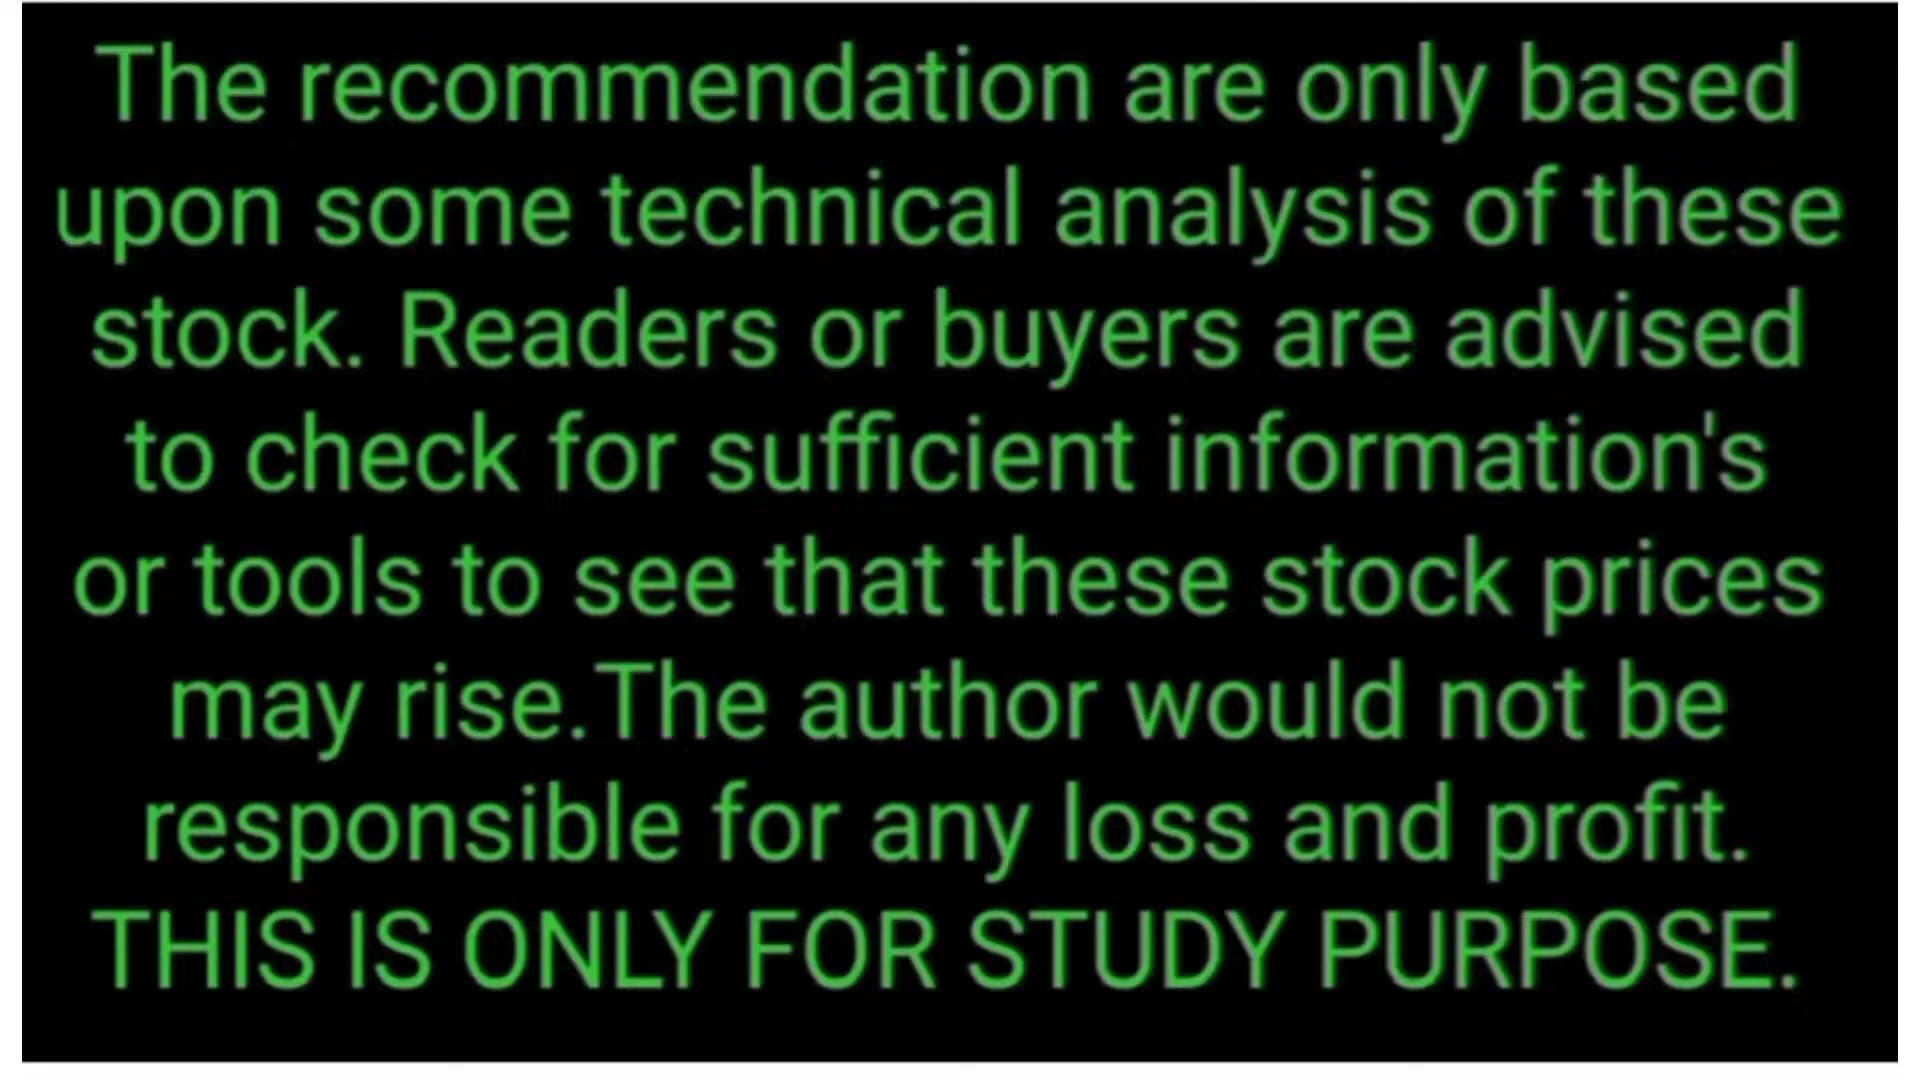 The recommendation are only based
upon some technical analysis of these
stock. Readers or buyers are advised
to check for sufficient information's
or tools to see that these stock prices
may rise.The author would not be
responsible for any loss and profit.
THIS IS ONLY FOR STUDY PURPOSE.